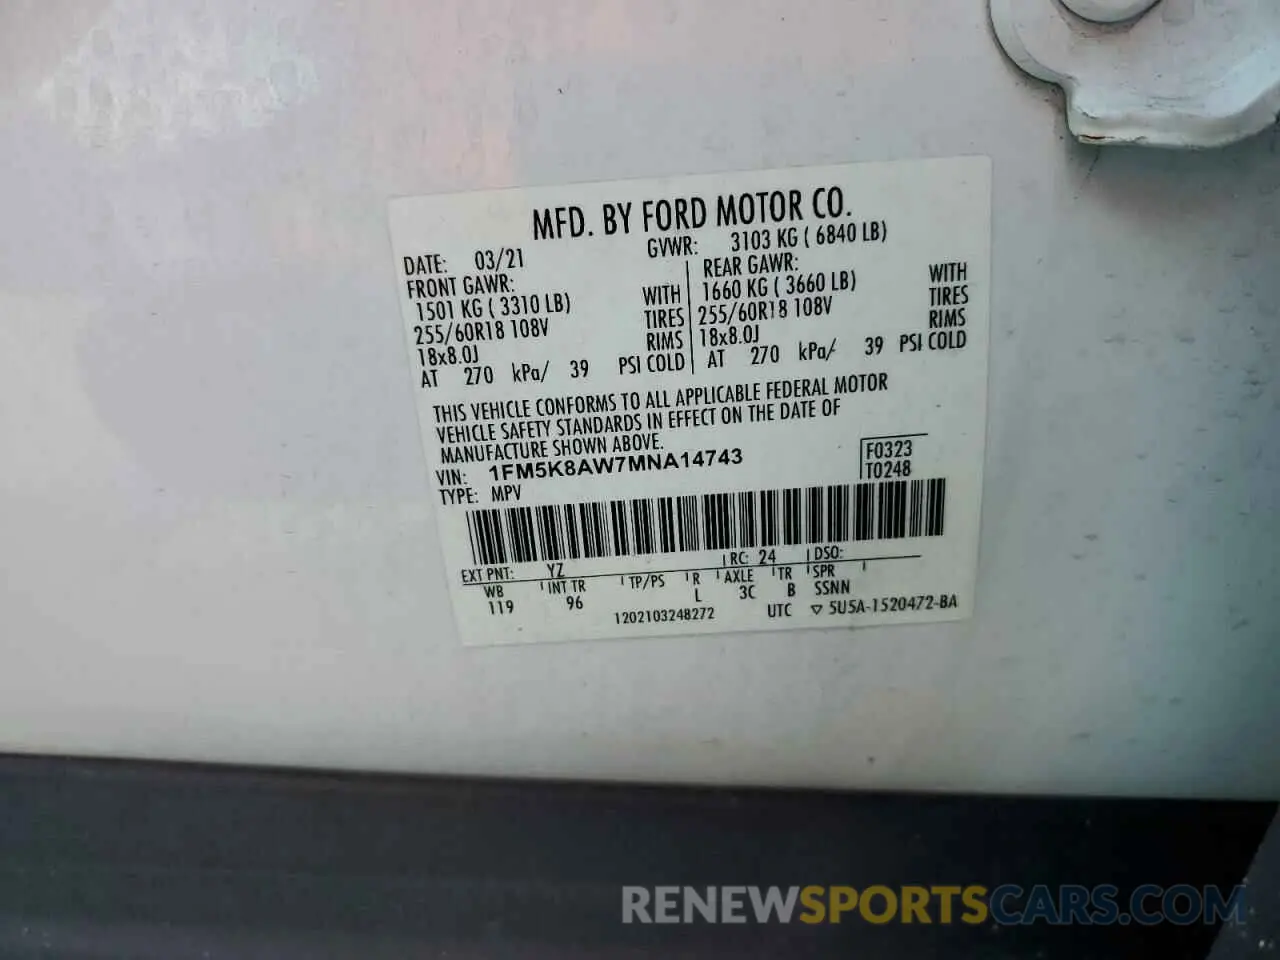 MFD. BY FORD MOTOR CO.
DATE: 03/21 GVWR: 3103 KG ( 6840 LB)
FRONT GAWR: REAR GAWR:
1501 KG ( 3310 LB) WITH 1660 KG ( 3660 LB) WITH
255/60R18 108V TIRES 255/60R18 108V TIRES
18x8.0J RIMS 18x8.0J RIMS
AT 270 kPa/ 39 PSI COLD AT 270 kPa/ 39 PSI COLD
THIS VEHICLE CONFORMS TO ALL APPLICABLE FEDERAL MOTOR
VEHICLE SAFETY STANDARDS IN EFFECT ON THE DATE OF
MANUFACTURE SHOWN ABOVE.
VIN: 1FM5K8AW7MNA14743 F0323
TYPE: MPV T0248
EXT PNT: YZ RC: 24 DSO:
WB INT TR TP/PS R AXLE TR SPR
119 96 L 3C B SSNN
1202103248272 UTC ▽ 5U5A-1520472-BA
RENEWSPORTSCARS.COM